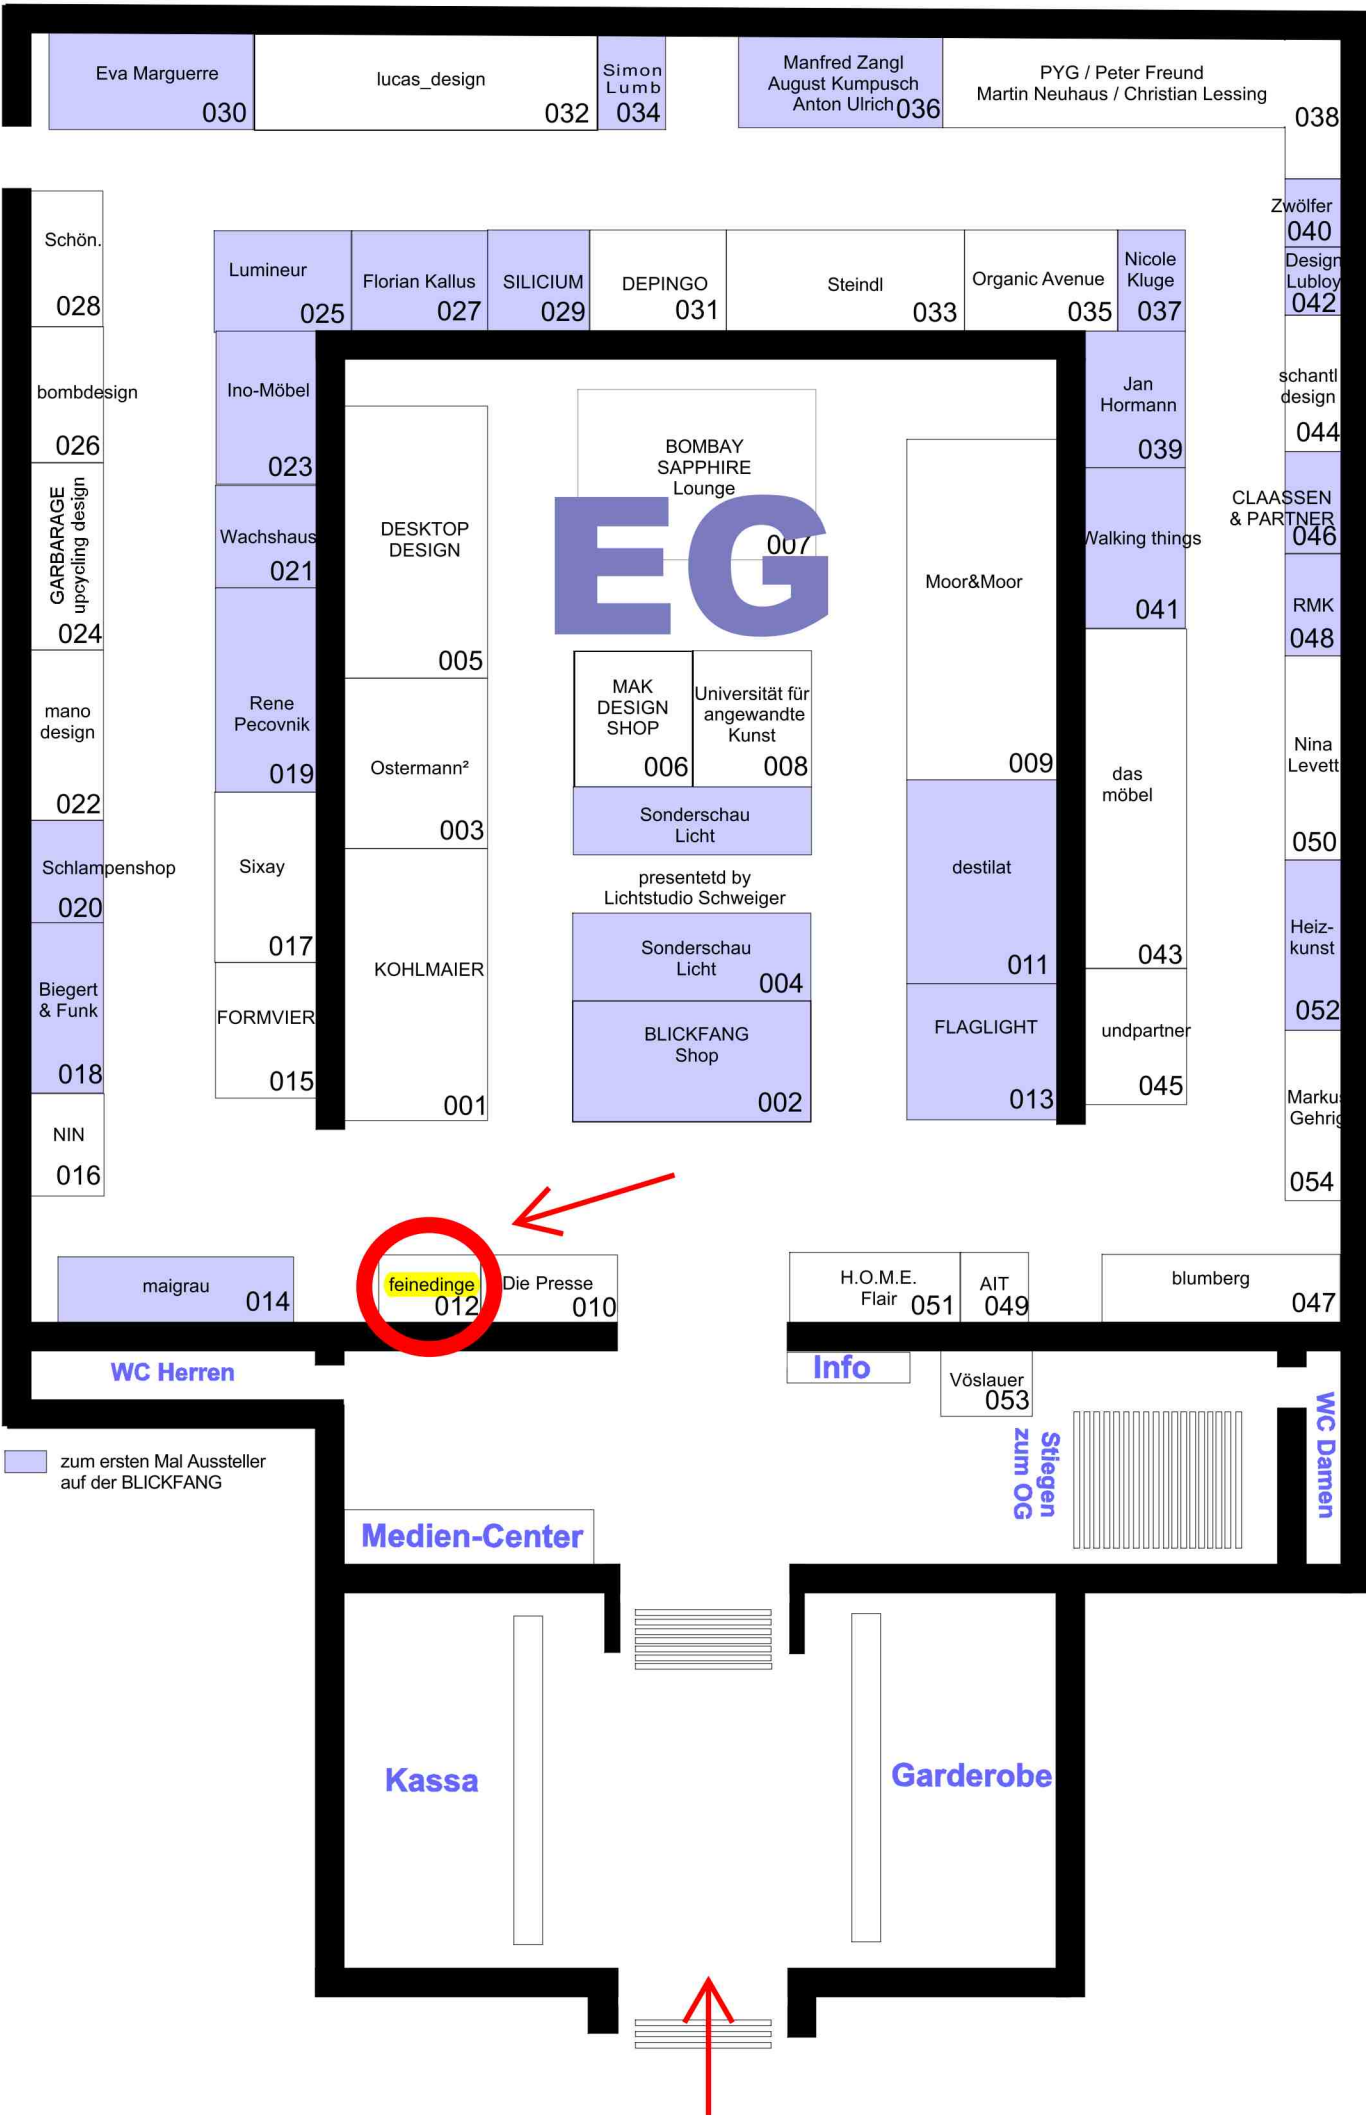 Eva Marguerre
030
lucas_design
032
Simon
Lumb
034
Manfred Zangl
August Kumpusch
Anton Ulrich 036
PYG / Peter Freund
Martin Neuhaus / Christian Lessing
038
Schön.
028
Lumineur
025
Florian Kallus
027
SILICIUM
029
DEPINGO
031
Steindl
033
Organic Avenue
035
Nicole
Kluge
037
Zwölfer
040
Design
Lubloy
042
bombdesign
026
Ino-Möbel
023
Jan
Hormann
039
schantl
design
044
GARBARAGE
upcycling design
024
Wachshaus
021
DESKTOP
DESIGN
005
BOMBAY
SAPPHIRE
Lounge
007
EG
Moor&Moor
009
Walking things
041
CLAASSEN
& PARTNER
046
RMK
048
mano
design
022
Rene
Pecovnik
019
Ostermann²
003
MAK
DESIGN
SHOP
006
Universität für
angewandte
Kunst
008
das
möbel
043
Nina
Levett
050
Schlampenshop
020
Sixay
017
KOHLMAIER
001
Sonderschau
Licht
presentetd by
Lichtstudio Schweiger
Sonderschau
Licht
004
destilat
011
Heiz-
kunst
052
Biegert
& Funk
018
FORMVIER
015
BLICKFANG
Shop
002
FLAGLIGHT
013
undpartner
045
Markus
Gehrig
054
NIN
016
maigrau
014
feinedinge
012
Die Presse
010
H.O.M.E.
Flair 051
AIT
049
blumberg
047
WC Herren
Info
Vöslauer
053
Stiegen
zum OG
WC Damen
zum ersten Mal Aussteller
auf der BLICKFANG
Medien-Center
Kassa
Garderobe